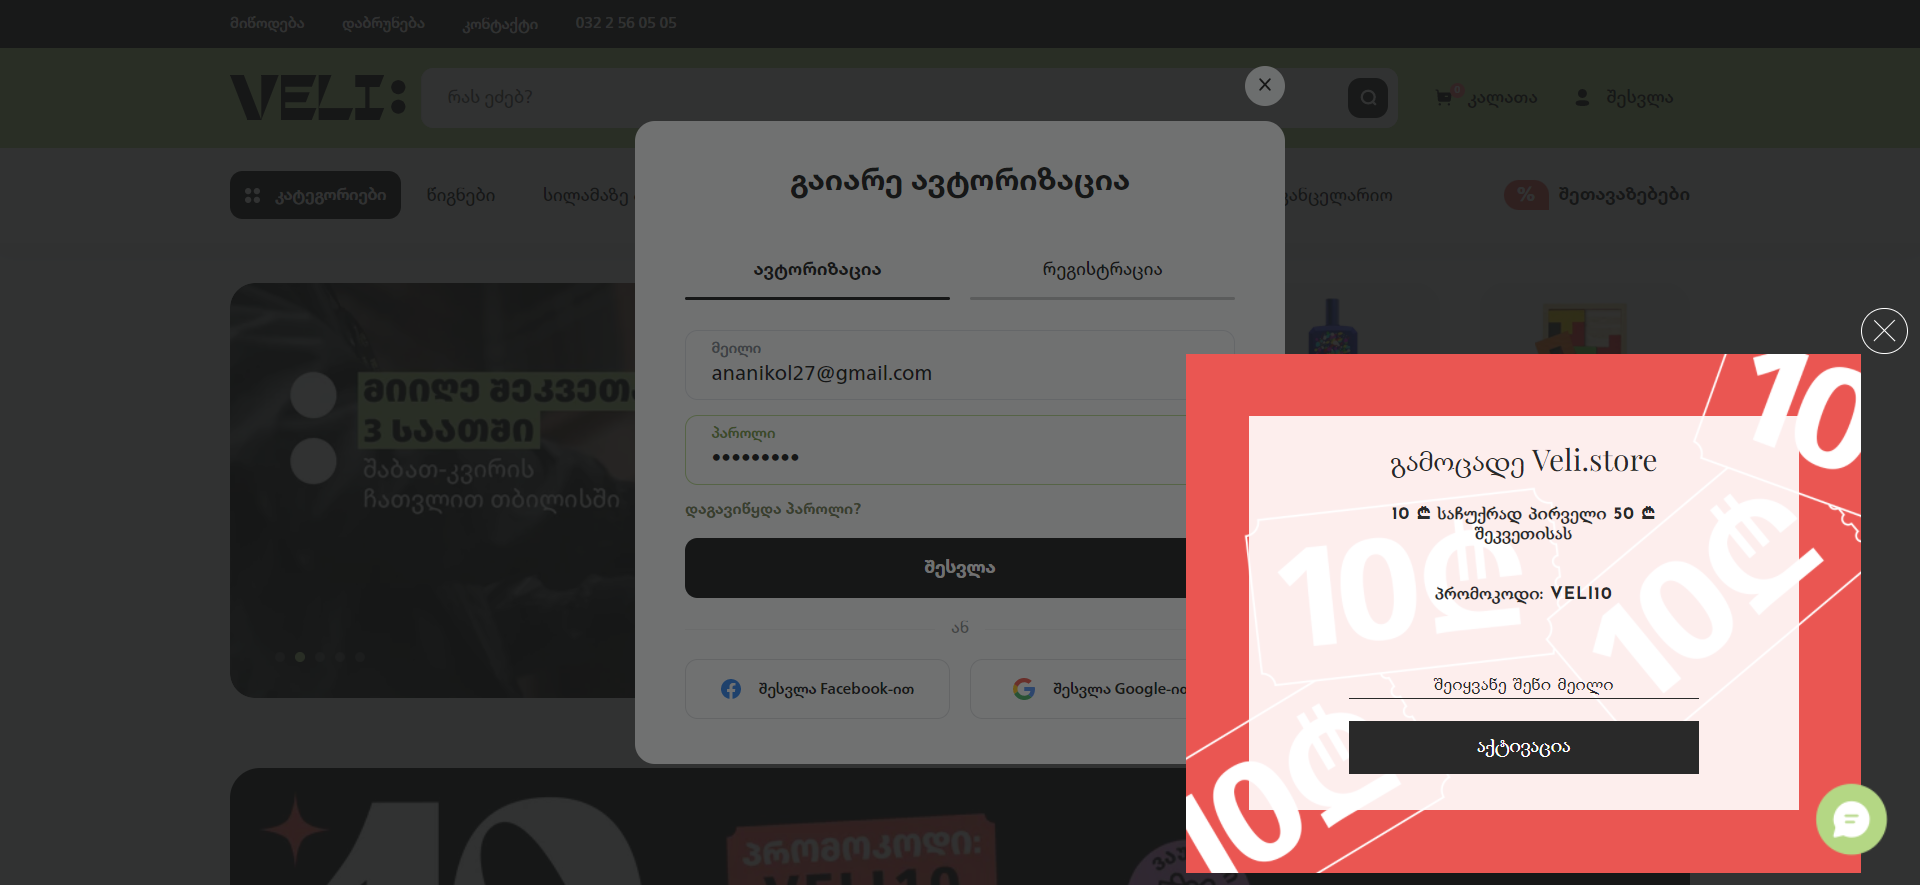 მიწოდება
დაბრუნება
კონტაქტი
032 2 56 05 05
VELI:
რას ეძებ?
0
კალათა
შესვლა
კატეგორიები
წიგნები
სილამაზე
კანცელარიო
%
შეთავაზებები
გაიარე ავტორიზაცია
ავტორიზაცია
რეგისტრაცია
მეილი
ananikol27@gmail.com
პაროლი
•••••••••
დაგავიწყდა პაროლი?
შესვლა
ან
შესვლა Facebook-ით
შესვლა Google-ით
მიიღე შეკვეთა
3 საათში
შაბათ-კვირის
ჩათვლით თბილისში
10
10₾
10₾
10₾
გამოცადე Veli.store
10 ₾ საჩუქრად პირველი 50 ₾
შეკვეთისას
პრომოკოდი: VELI10
შეიყვანე შენი მეილი
აქტივაცია
10
პრომოკოდი:
VELI10